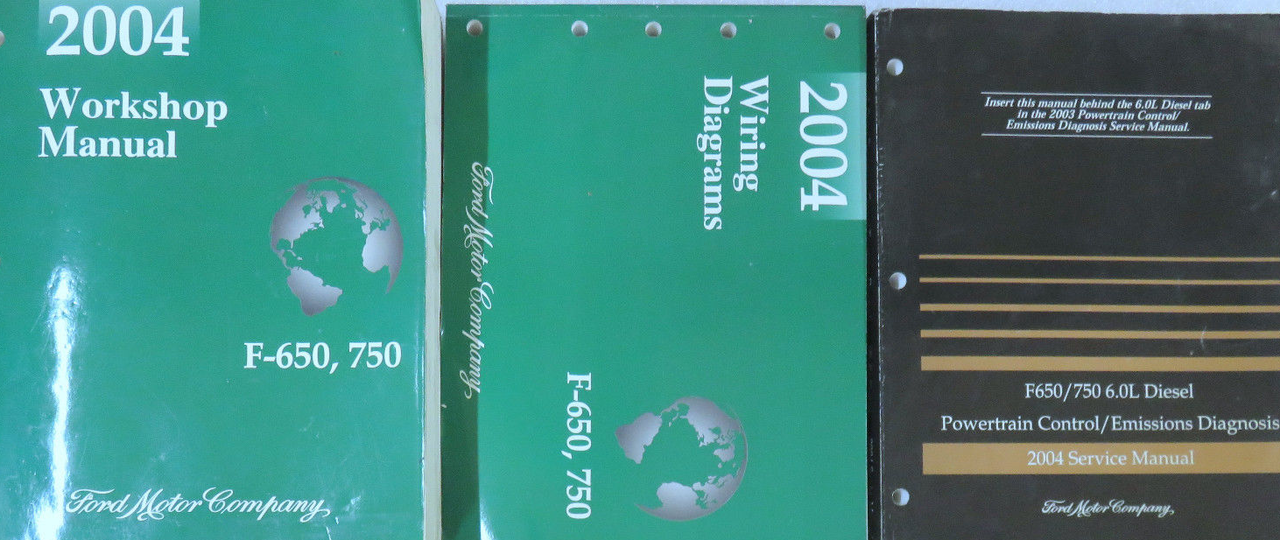 2004
Workshop
Manual
F-650, 750
Ford Motor Company
2004
Wiring
Diagrams
Ford Motor Company
F-650, 750
Insert this manual behind the 6.0L Diesel tab
in the 2003 Powertrain Control/
Emissions Diagnosis Service Manual.
F650/750 6.0L Diesel
Powertrain Control/Emissions Diagnosis
2004 Service Manual
Ford Motor Company